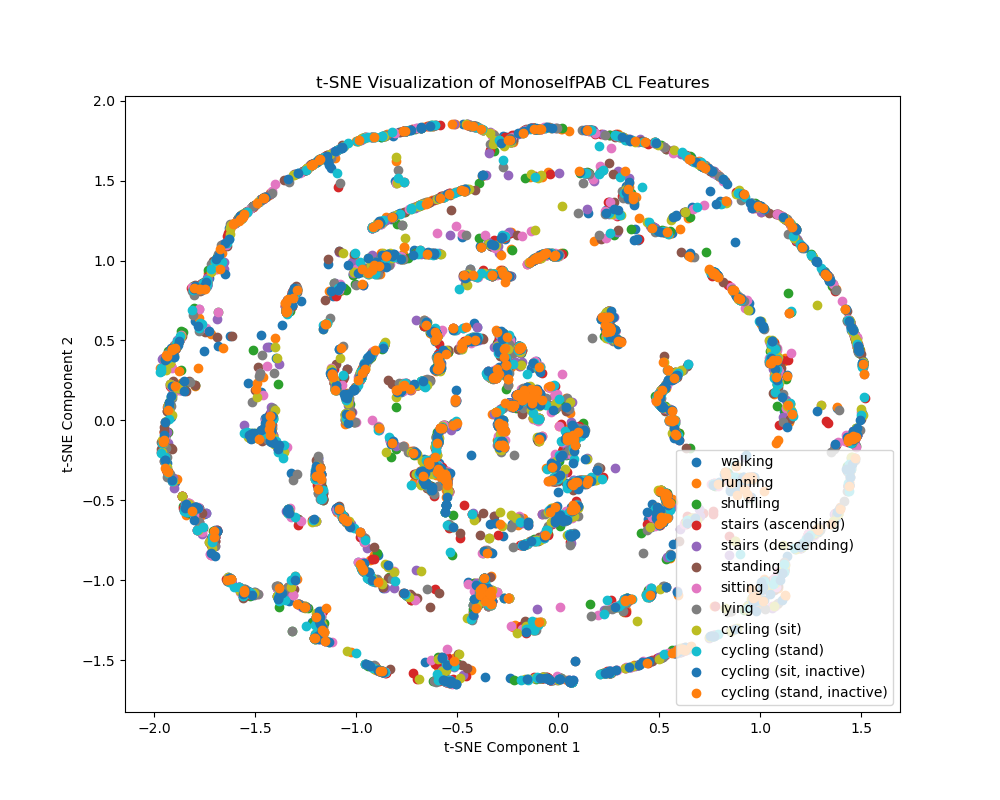 t-SNE Visualization of MonoselfPAB CL Features
2.0
1.5
1.0
0.5
0.0
−0.5
−1.0
−1.5
t-SNE Component 2
walking
running
shuffling
stairs (ascending)
stairs (descending)
standing
sitting
lying
cycling (sit)
cycling (stand)
cycling (sit, inactive)
cycling (stand, inactive)
−2.0 −1.5 −1.0 −0.5 0.0 0.5 1.0 1.5
t-SNE Component 1